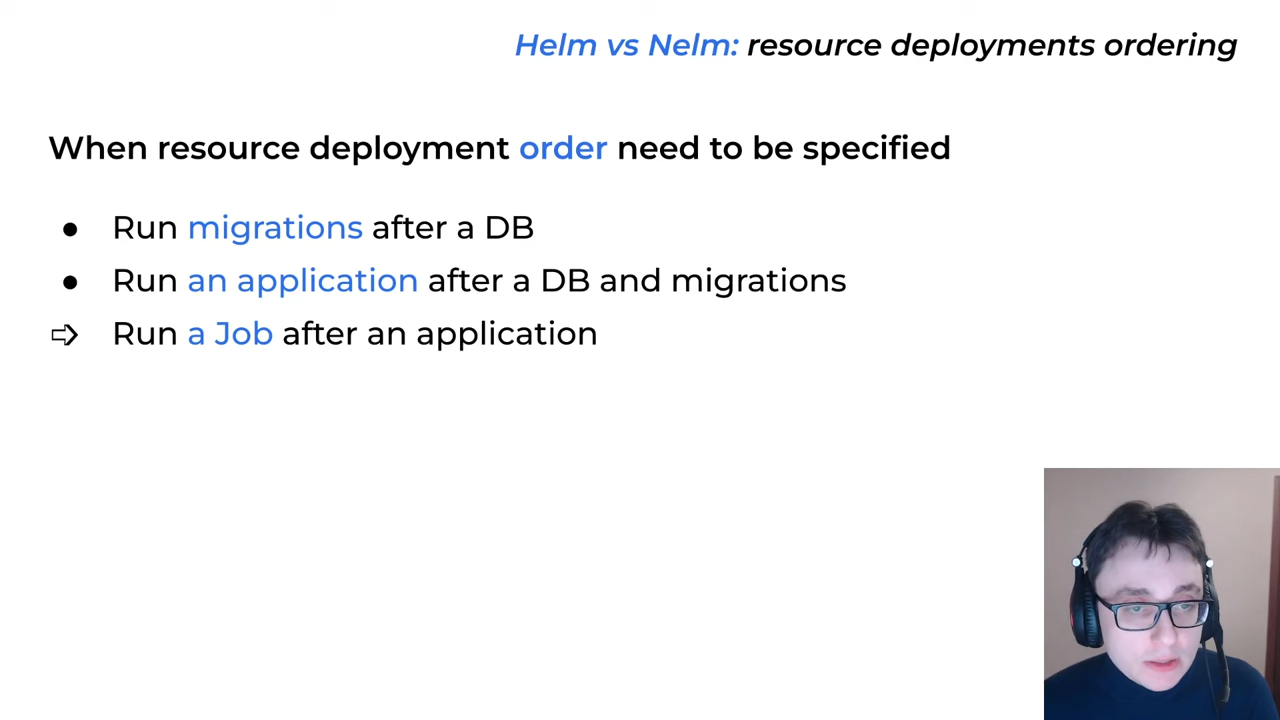 Helm vs Nelm: resource deployments ordering
When resource deployment order need to be specified
● Run migrations after a DB
● Run an application after a DB and migrations
⇨ Run a Job after an application